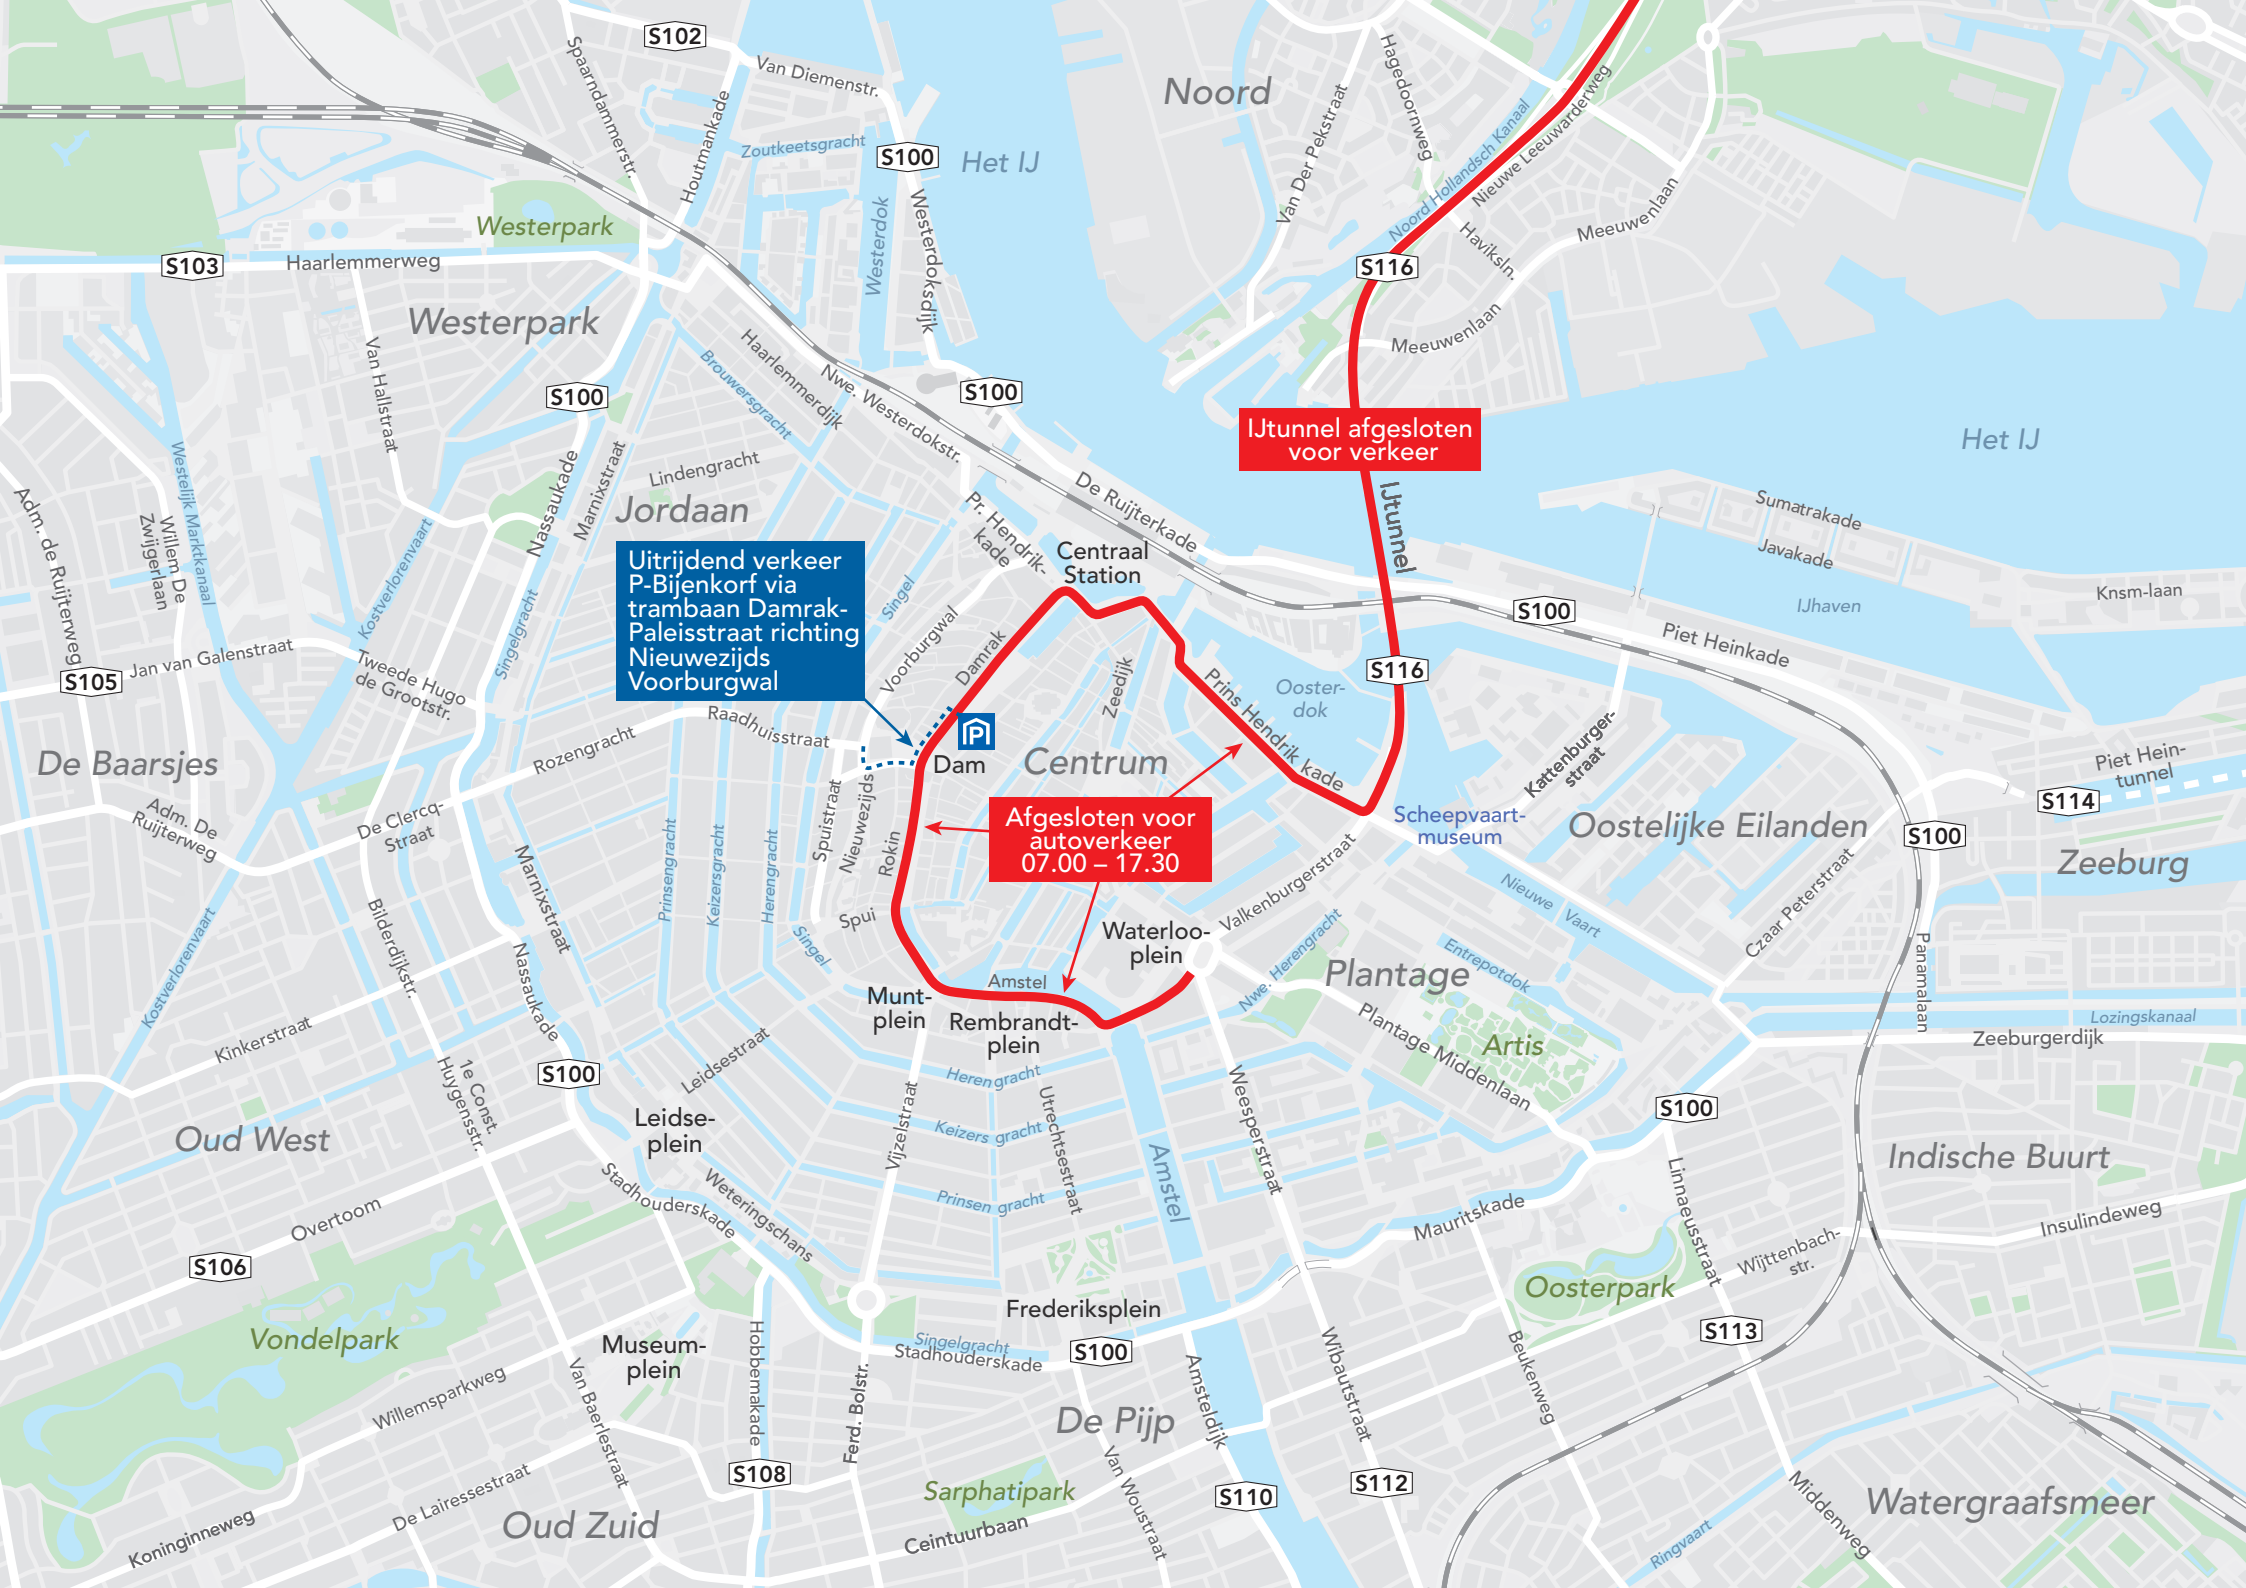 S102
Van Diemenstr.
Spaarndammerstr.
Houtmankade
Zoutkeetsgracht
S100
Het IJ
Noord
Hagedoornweg
Van Der Pekstraat
Noord Hollandsch Kanaal
Nieuwe Leeuwarderweg
Meeuwenlaan
Haviksln.
S116
Meeuwenlaan
Westerpark
S103
Haarlemmerweg
Westerdok
Westerdoksdijk
Westerpark
Van Hallstraat
S100
Haarlemmerdijk
Brouwersgracht
Nwe. Westerdokstr.
S100
IJtunnel afgesloten
voor verkeer
Het IJ
Westelijk Marktkanaal
Adm. de Ruijterweg
Willem De
Zwijgerlaan
Kostverlorenvaart
Nassaukade
Marnixstraat
Lindengracht
Jordaan
Pr. Hendrik-
kade
De Ruijterkade
IJtunnel
Sumatrakade
Javakade
IJhaven
Knsm-laan
Centraal
Station
Uitrijdend verkeer
P-Bijenkorf via
trambaan Damrak-
Paleisstraat richting
Nieuwezijds
Voorburgwal
Singel
Voorburgwal
Damrak
Zeedijk
S100
Piet Heinkade
S105
Jan van Galenstraat
Tweede Hugo
de Grootstr.
Singelgracht
S116
Prins Hendrik kade
Ooster-
dok
Raadhuisstraat
Rozengracht
P
Dam
Centrum
De Baarsjes
Adm. De
Ruijterweg
De Clercq-
Straat
Kattenburger-
straat
Piet Hein-
tunnel
S114
Scheepvaart-
museum
Oostelijke Eilanden
S100
Zeeburg
Afgesloten voor
autoverkeer
07.00 – 17.30
Spuistraat
Nieuwezijds
Rokin
Prinsengracht
Keizersgracht
Herengracht
Marnixstraat
Bilderdijkstr.
Spui
Singel
Valkenburgerstraat
Nieuwe Vaart
Czaar Peterstraat
Panamalaan
Waterloo-
plein
Nwe. Herengracht
Entrepotdok
Plantage
Kostverlorenvaart
Nassaukade
Amstel
Munt-
plein
Rembrandt-
plein
Plantage Middenlaan
Artis
Lozingskanaal
Zeeburgerdijk
Kinkerstraat
1e Const.
Huygensstr.
S100
Leidsestraat
Leidse-
plein
Heren gracht
Keizers gracht
Prinsen gracht
Utrechtsestraat
Vijzelstraat
Weesperstraat
Amstel
S100
Oud West
Indische Buurt
Linnaeusstraat
Insulindeweg
Wijttenbach-
str.
Mauritskade
Overtoom
S106
Stadhouderskade
Weteringschans
Vondelpark
Museum-
plein
Frederiksplein
Oosterpark
S113
Singelgracht
Stadhouderskade
S100
Hobbemakade
Ferd. Bolstr.
Amsteldijk
Wibautstraat
Beukenweg
Willemsparkweg
Van Baerlestraat
De Pijp
S108
Sarphatipark
Van Woustraat
S110
S112
Middenweg
Watergraafsmeer
Koninginneweg
De Lairessestraat
Oud Zuid
Ceintuurbaan
Ringvaart